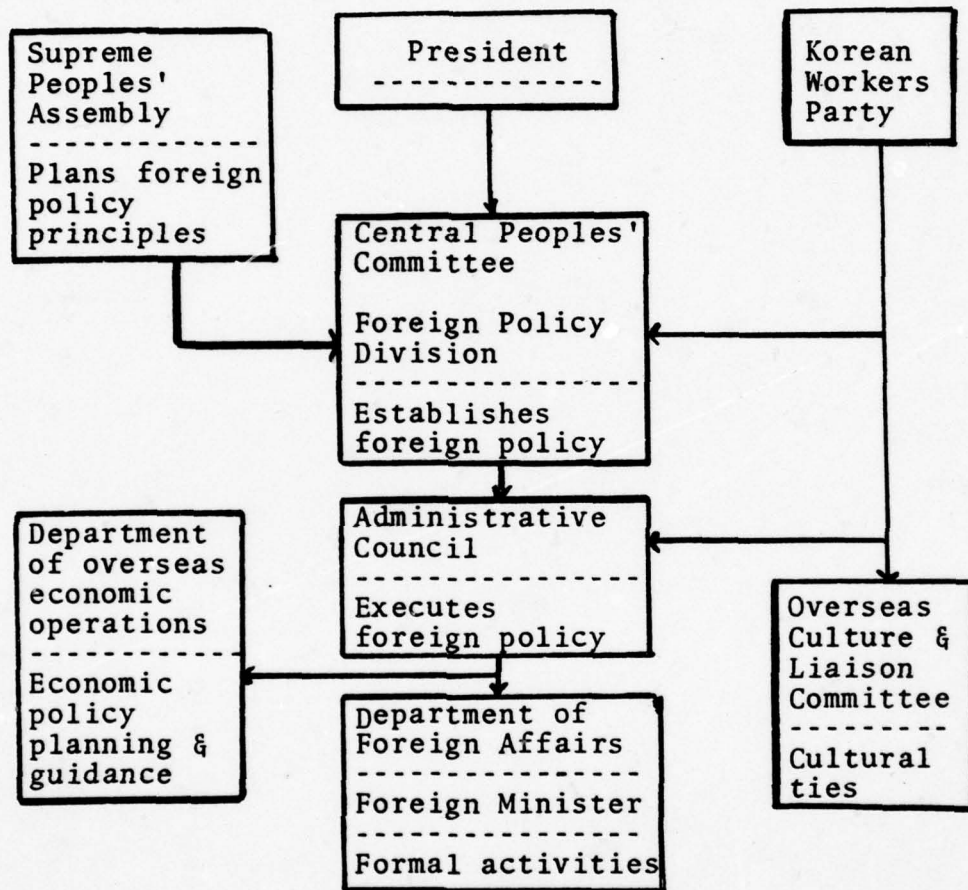 Supreme
Peoples'
Assembly
- - - - - - - - - - - - -
Plans foreign
policy
principles
President
- - - - - - - - - - - - -
Korean
Workers
Party
Central Peoples'
Committee
Foreign Policy
Division
- - - - - - - - - - - - - - - -
Establishes
foreign policy
Administrative
Council
- - - - - - - - - - - - - - - -
Executes
foreign policy
Department
of overseas
economic
operations
- - - - - - - - - - - -
Economic
policy
planning &
guidance
Department of
Foreign Affairs
- - - - - - - - - - - - - - - -
Foreign Minister
- - - - - - - - - - - - - - - -
Formal activities
Overseas
Culture &
Liaison
Committee
- - - - - - - - -
Cultural
ties